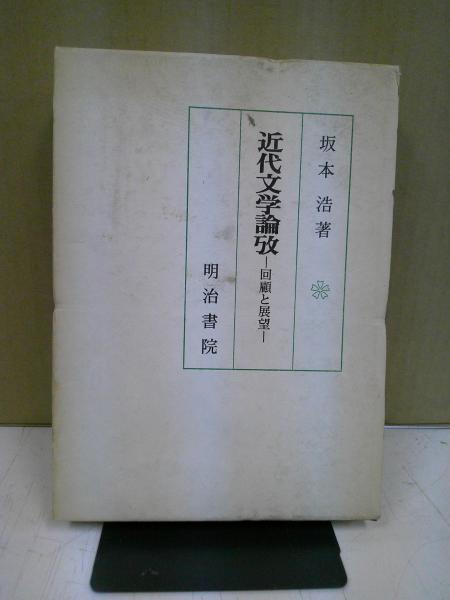 坂本 浩著
近代文学論攷
―回顧と展望―
明治書院